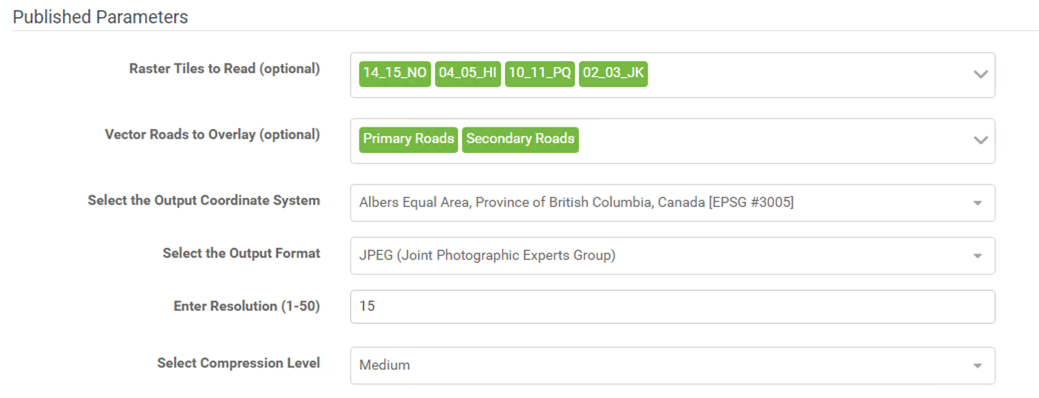 Published Parameters
Raster Tiles to Read (optional) 14_15_NO 04_05_HI 10_11_PQ 02_03_JK
Vector Roads to Overlay (optional) Primary Roads Secondary Roads
Select the Output Coordinate System Albers Equal Area, Province of British Columbia, Canada [EPSG #3005]
Select the Output Format JPEG (Joint Photographic Experts Group)
Enter Resolution (1-50) 15
Select Compression Level Medium